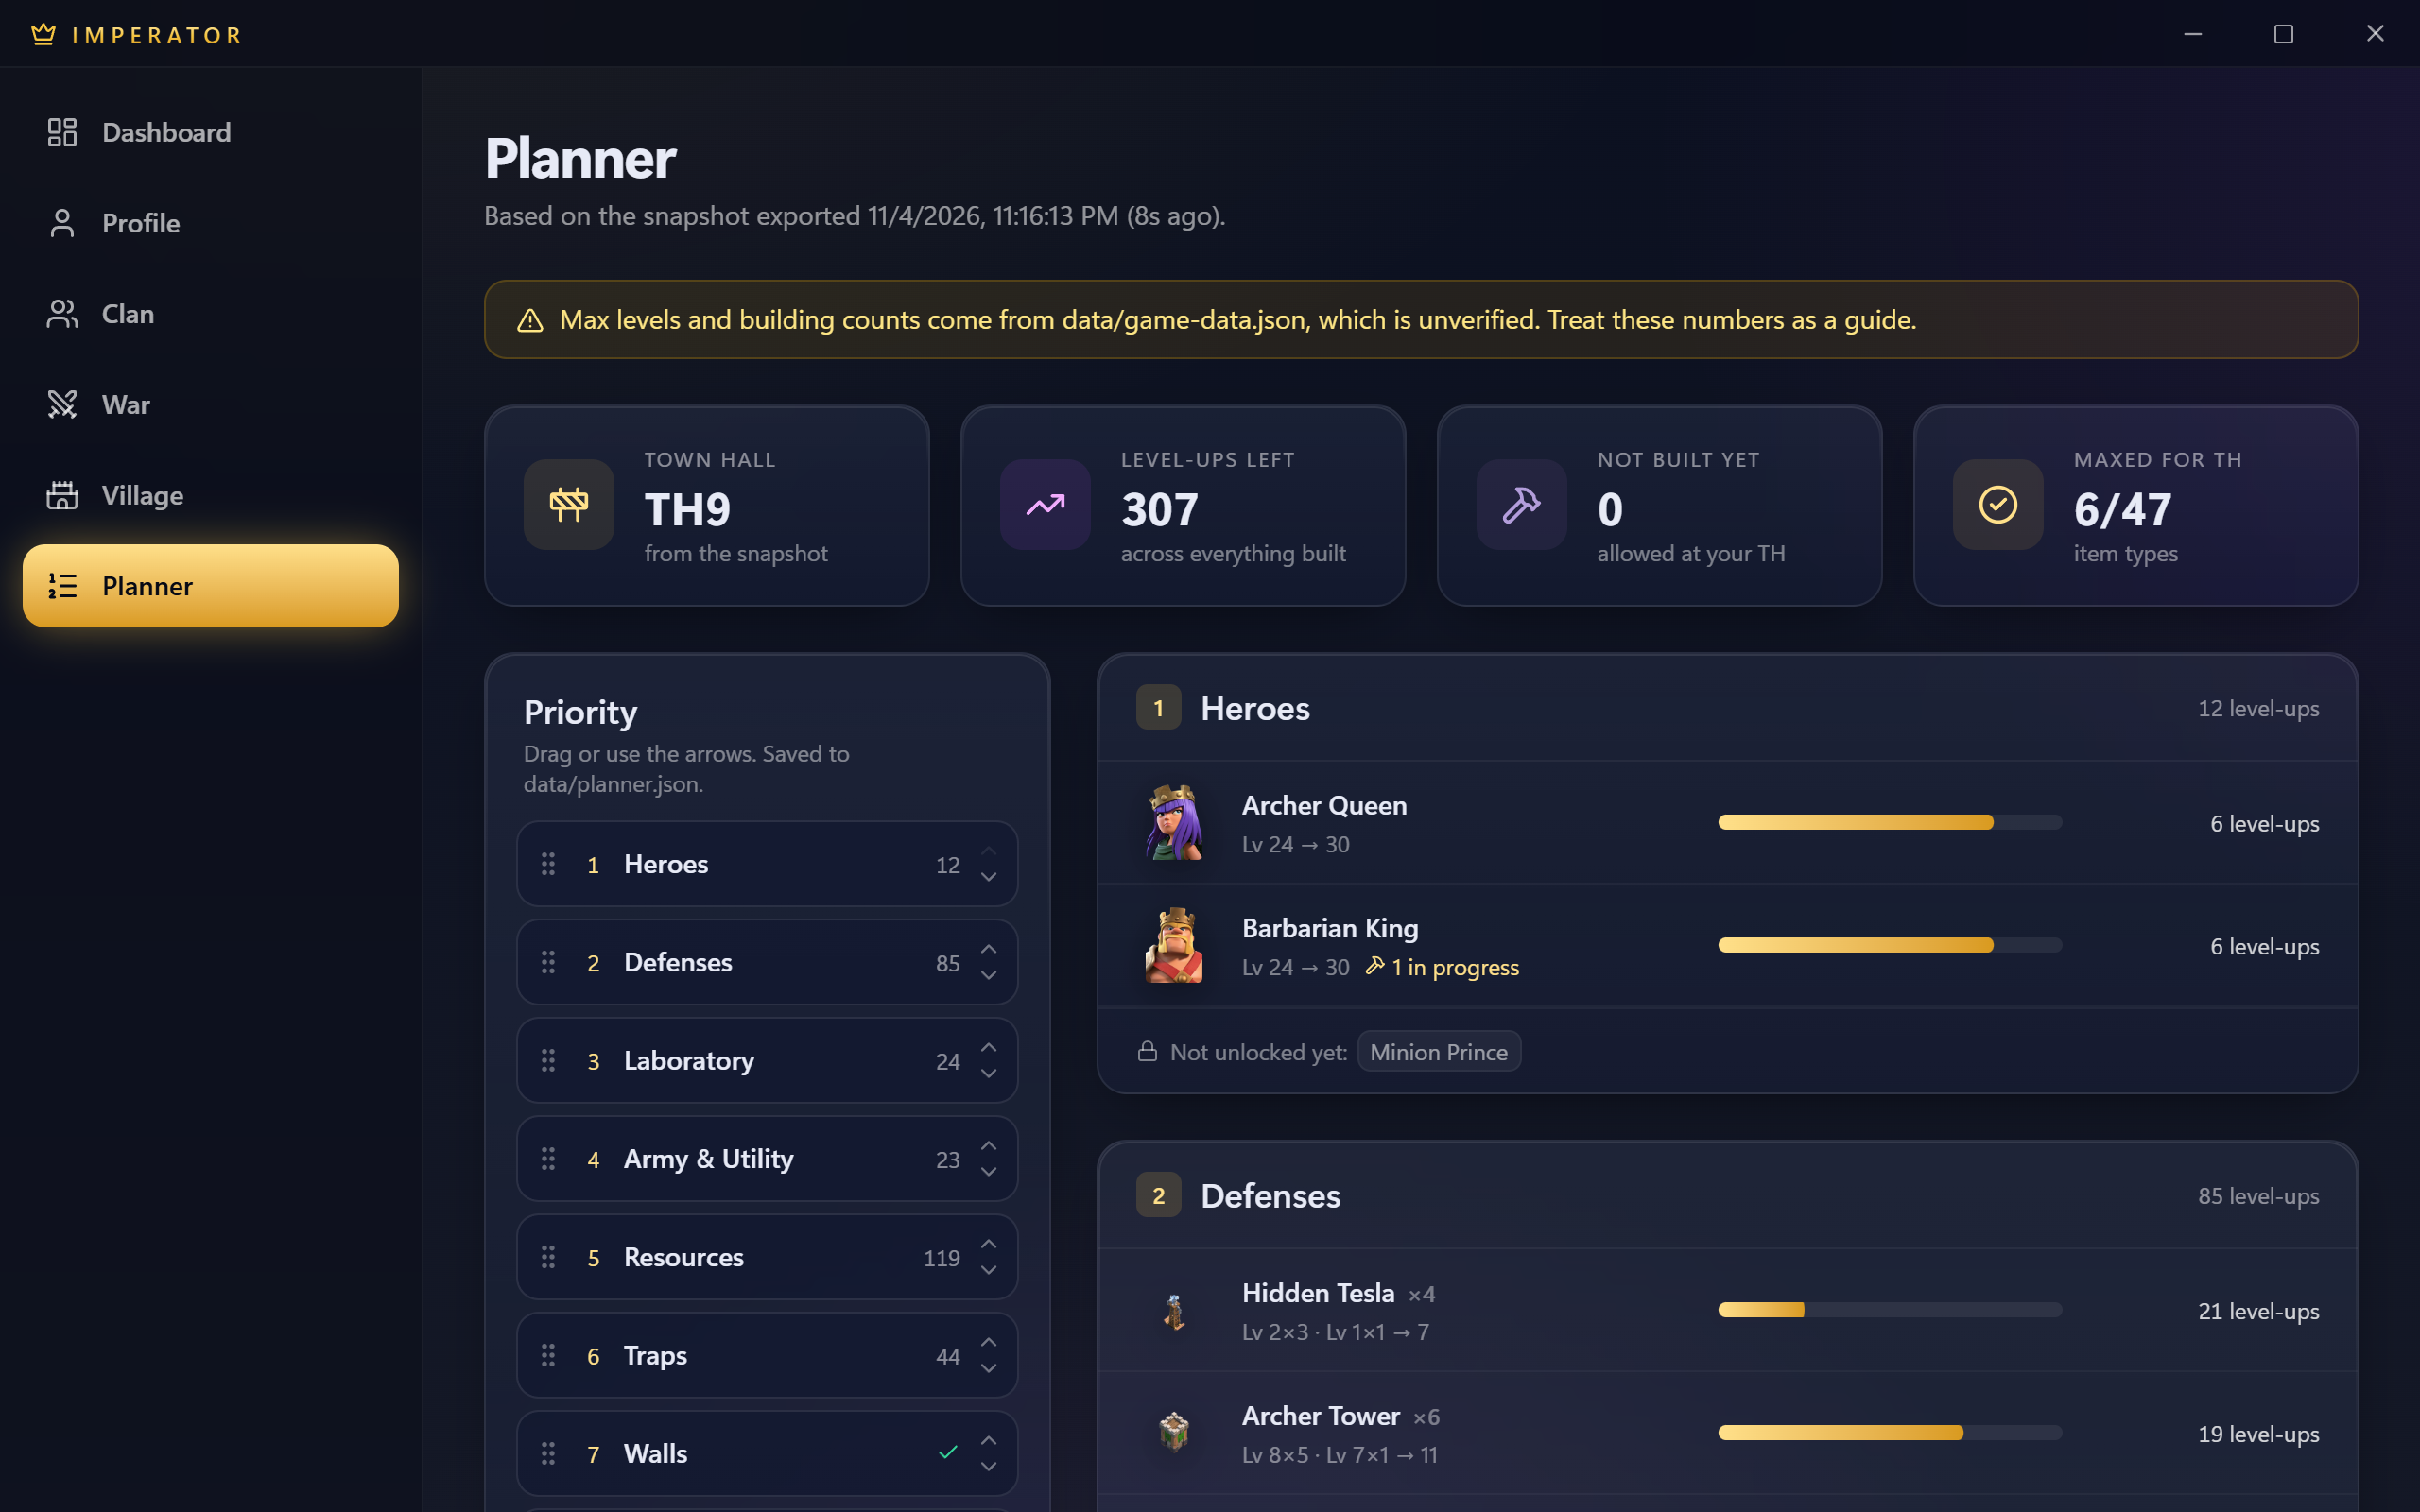 IMPERATOR
Dashboard
Profile
Clan
War
Village
Planner
Planner
Based on the snapshot exported 11/4/2026, 11:16:13 PM (8s ago).
Max levels and building counts come from data/game-data.json, which is unverified. Treat these numbers as a guide.
TOWN HALL
TH9
from the snapshot
LEVEL-UPS LEFT
307
across everything built
NOT BUILT YET
0
allowed at your TH
MAXED FOR TH
6/47
item types
Priority
Drag or use the arrows. Saved to
data/planner.json.
1 Heroes 12
2 Defenses 85
3 Laboratory 24
4 Army & Utility 23
5 Resources 119
6 Traps 44
7 Walls
1 Heroes 12 level-ups
Archer Queen
Lv 24 → 30
6 level-ups
Barbarian King
Lv 24 → 30 1 in progress
6 level-ups
Not unlocked yet: Minion Prince
2 Defenses 85 level-ups
Hidden Tesla ×4
Lv 2×3 · Lv 1×1 → 7
21 level-ups
Archer Tower ×6
Lv 8×5 · Lv 7×1 → 11
19 level-ups